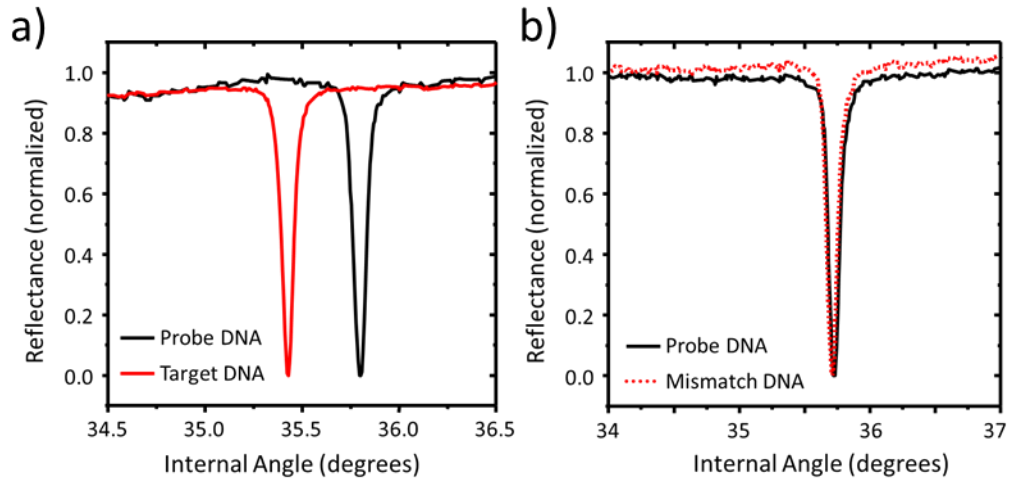 a)
Reflectance (normalized)
1.0
0.8
0.6
0.4
0.2
0.0
Probe DNA
Target DNA
34.5 35.0 35.5 36.0 36.5
Internal Angle (degrees)
b)
Reflectance (normalized)
1.0
0.8
0.6
0.4
0.2
0.0
Probe DNA
Mismatch DNA
34 35 36 37
Internal Angle (degrees)